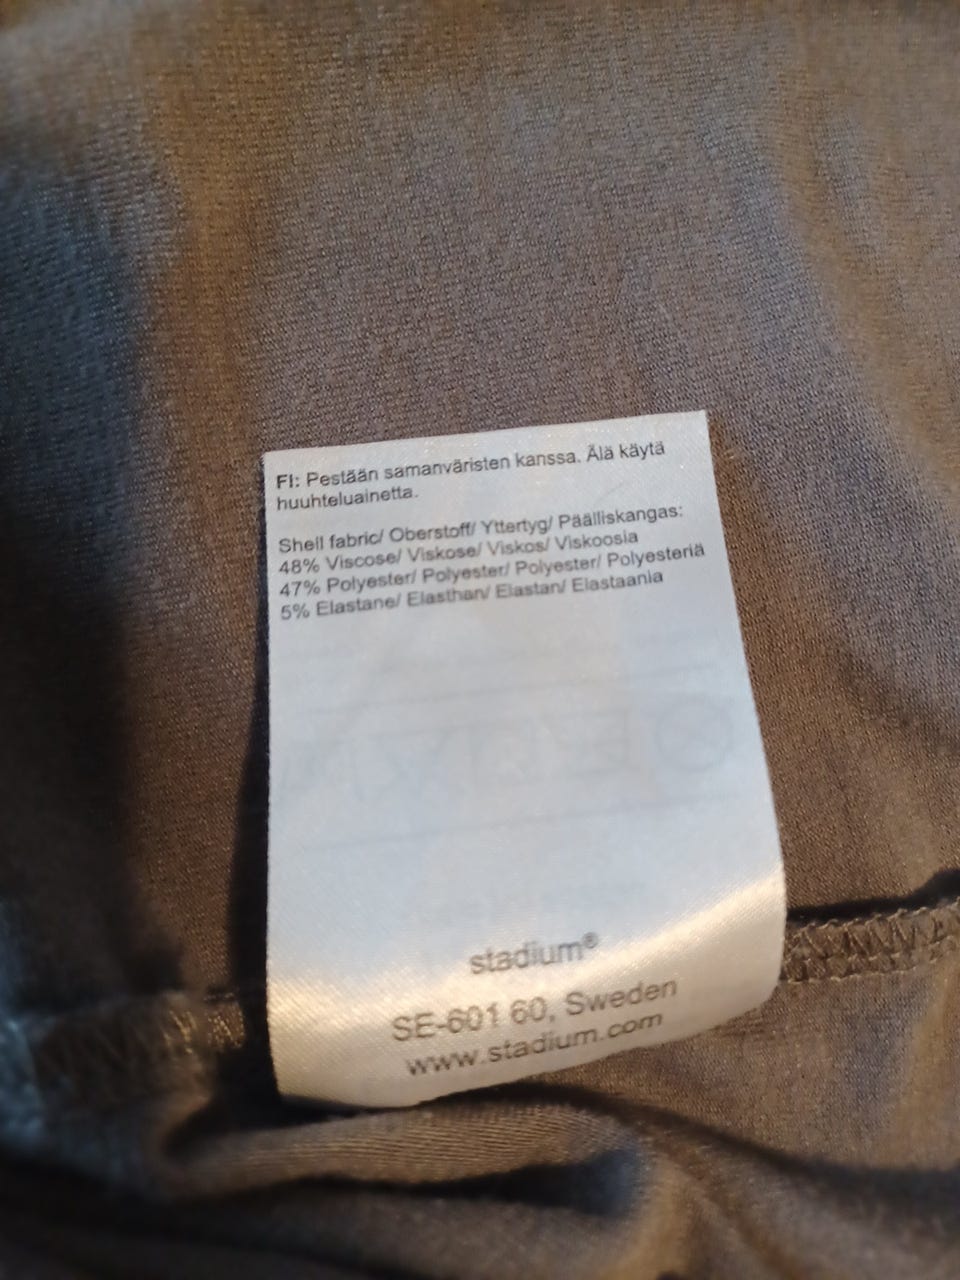 FI: Pestään samanväristen kanssa. Älä käytä
huuhteluainetta.
Shell fabric/ Oberstoff/ Yttertyg/ Päälliskangas:
48% Viscose/ Viskose/ Viskos/ Viskoosia
47% Polyester/ Polyester/ Polyester/ Polyesteriä
5% Elastane/ Elasthan/ Elastan/ Elastaania
stadium®
SE-601 60, Sweden
www.stadium.com